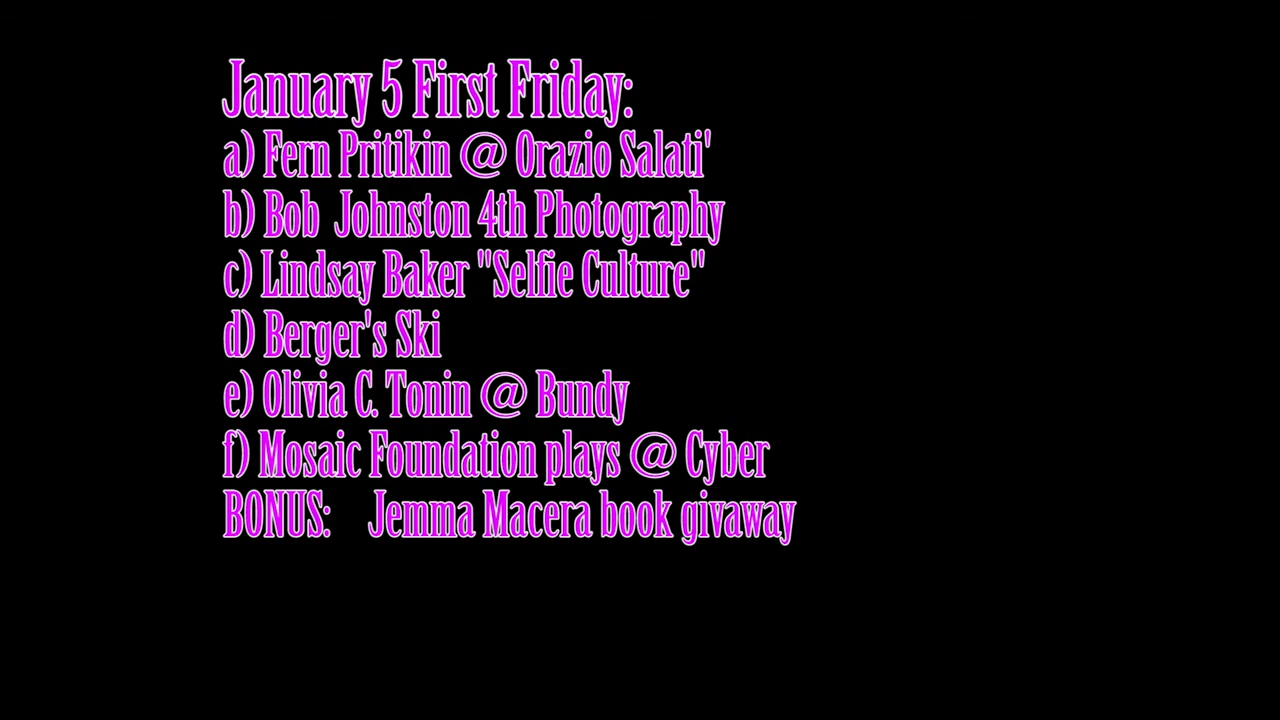 January 5 First Friday:
a) Fern Pritikin @ Orazio Salati'
b) Bob  Johnston 4th Photography
c) Lindsay Baker "Selfie Culture"
d) Berger's Ski
e) Olivia C. Tonin @ Bundy
f) Mosaic Foundation plays @ Cyber
BONUS:    Jemma Macera book givaway